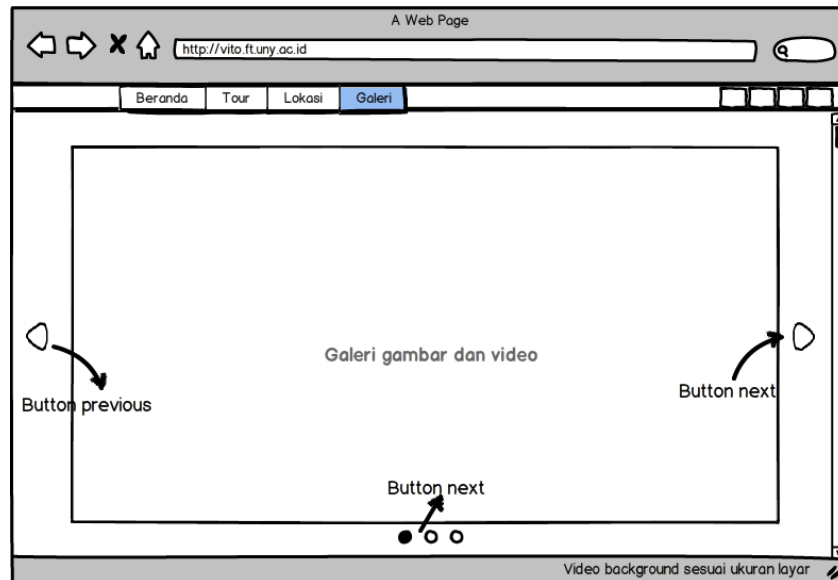 A Web Page
http://vito.ft.uny.ac.id
Beranda Tour Lokasi Galeri
Galeri gambar dan video
Button previous
Button next
Button next
Video background sesuai ukuran layar